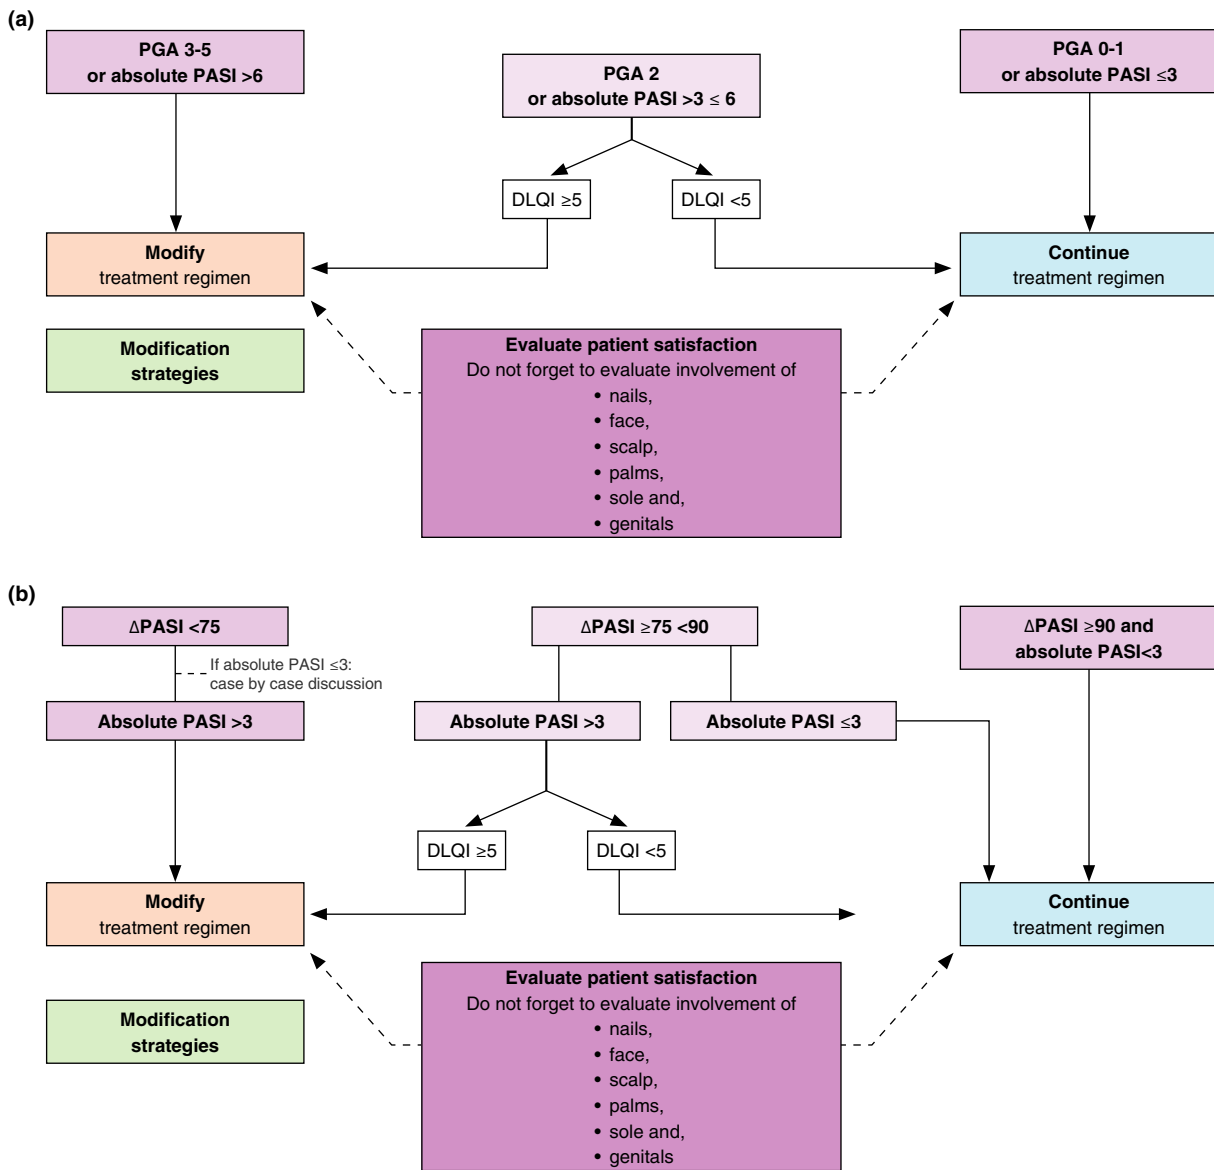 (a)
PGA 3-5
or absolute PASI >6
PGA 2
or absolute PASI >3 ≤ 6
PGA 0-1
or absolute PASI ≤3
DLQI ≥5
DLQI <5
Modify
treatment regimen
Continue
treatment regimen
Modification
strategies
Evaluate patient satisfaction
Do not forget to evaluate involvement of
• nails,
• face,
• scalp,
• palms,
• sole and,
• genitals
(b)
ΔPASI <75
ΔPASI ≥75 <90
ΔPASI ≥90 and
absolute PASI<3
If absolute PASI ≤3:
case by case discussion
Absolute PASI >3
Absolute PASI >3
Absolute PASI ≤3
DLQI ≥5
DLQI <5
Modify
treatment regimen
Continue
treatment regimen
Modification
strategies
Evaluate patient satisfaction
Do not forget to evaluate involvement of
• nails,
• face,
• scalp,
• palms,
• sole and,
• genitals